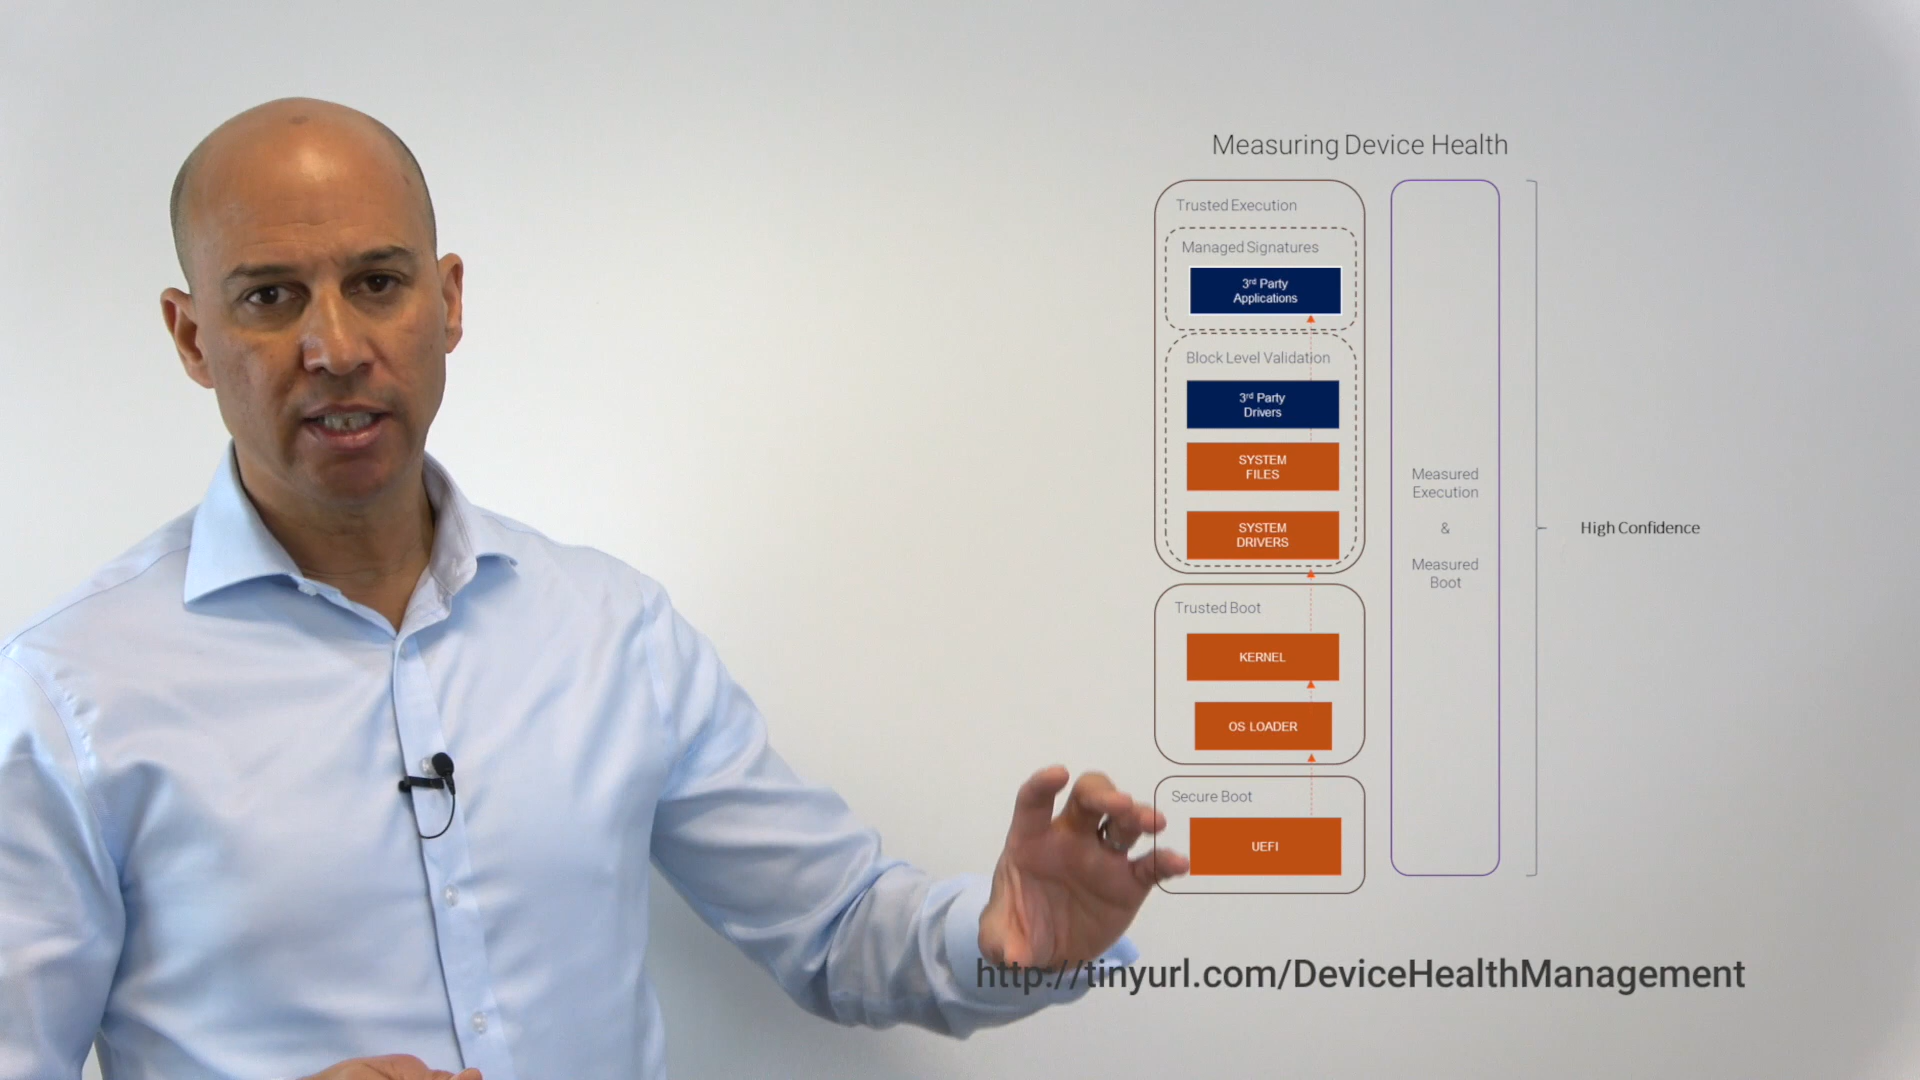 Measuring Device Health
Trusted Execution
Managed Signatures
3rd Party
Applications
Block Level Validation
3rd Party
Drivers
SYSTEM
FILES
SYSTEM
DRIVERS
Trusted Boot
KERNEL
OS LOADER
Secure Boot
UEFI
Measured
Execution
&
Measured
Boot
High Confidence
http://tinyurl.com/DeviceHealthManagement